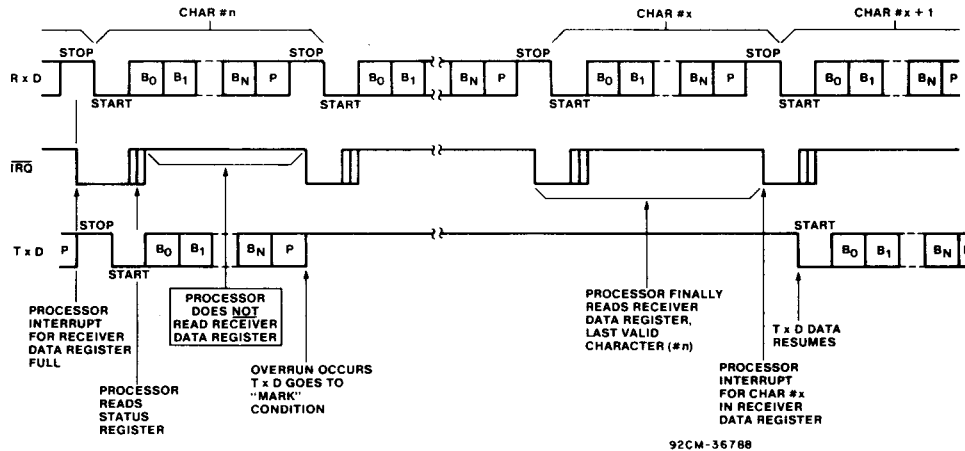 CHAR #n
CHAR #x
CHAR #x + 1
STOP
STOP
STOP
STOP
R x D
B0
B1
BN
P
B0
B1
BN
P
B0
B1
BN
P
B0
B1
BN
P
START
START
START
START
IRQ
STOP
START
T x D
P
B0
B1
BN
P
B0
B1
BN
START
PROCESSOR
INTERRUPT
FOR RECEIVER
DATA REGISTER
FULL
PROCESSOR
READS
STATUS
REGISTER
PROCESSOR
DOES NOT
READ RECEIVER
DATA REGISTER
OVERRUN OCCURS
T x D GOES TO
"MARK"
CONDITION
PROCESSOR FINALLY
READS RECEIVER
DATA REGISTER,
LAST VALID
CHARACTER (#n)
PROCESSOR
INTERRUPT
FOR CHAR #x
IN RECEIVER
DATA REGISTER
T x D DATA
RESUMES
92CM-36788